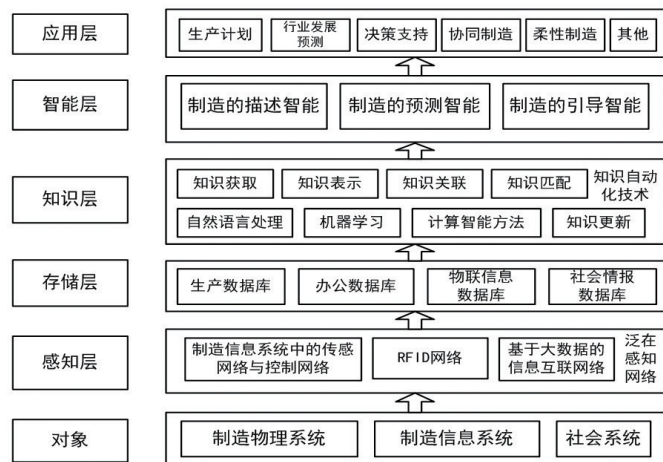 应用层
生产计划
行业发展
预测
决策支持
协同制造
柔性制造
其他
智能层
制造的描述智能
制造的预测智能
制造的引导智能
知识层
知识获取
知识表示
知识关联
知识匹配
知识自动
化技术
自然语言处理
机器学习
计算智能方法
知识更新
存储层
生产数据库
办公数据库
物联信息
数据库
社会情报
数据库
感知层
制造信息系统中的传感
网络与控制网络
RFID网络
基于大数据的
信息互联网络
泛在
感知
网络
对象
制造物理系统
制造信息系统
社会系统